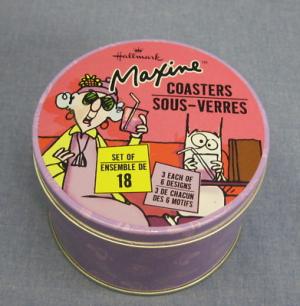 Hallmark
Maxine™
COASTERS
SOUS-VERRES
SET OF
ENSEMBLE DE
18
3 EACH OF
6 DESIGNS
3 DE CHACUN
DES 6 MOTIFS